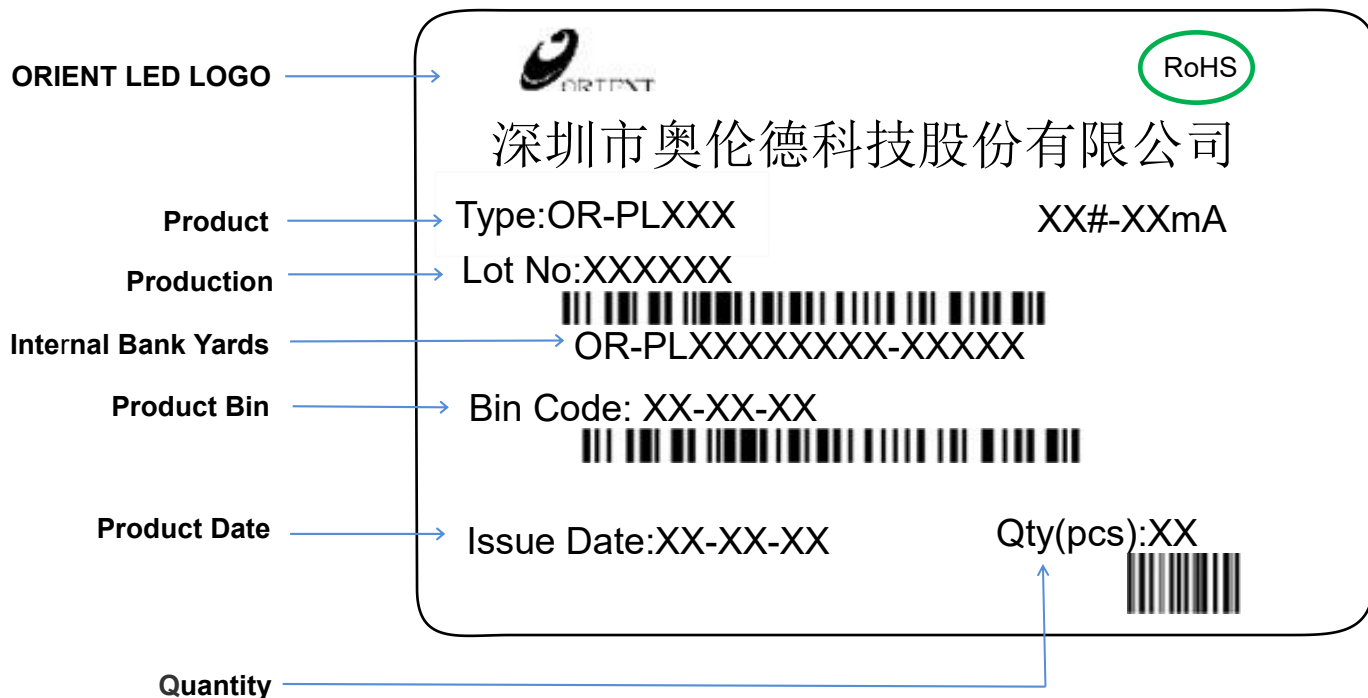 ORIENT LED LOGO
ORIENT
RoHS
深圳市奥伦德科技股份有限公司
Product
Type:OR-PLXXX
XX#-XXmA
Production
Lot No:XXXXXX
Internal Bank Yards
OR-PLXXXXXXXX-XXXXX
Product Bin
Bin Code: XX-XX-XX
Product Date
Issue Date:XX-XX-XX
Qty(pcs):XX
Quantity